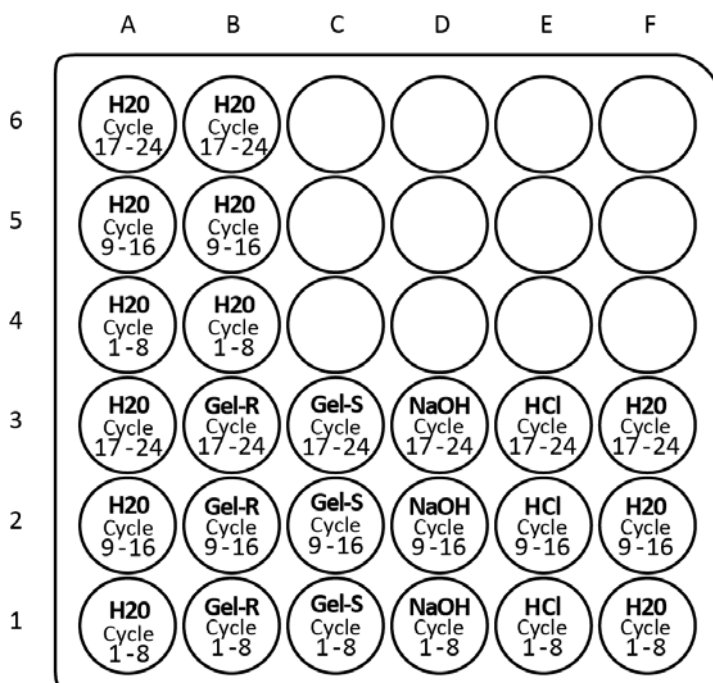 A B C D E F
6
H20 H20
Cycle Cycle
17-24 17-24
5
H20 H20
Cycle Cycle
9-16 9-16
4
H20 H20
Cycle Cycle
1-8 1-8
3
H20 Gel-R Gel-S NaOH HCl H20
Cycle Cycle Cycle Cycle Cycle Cycle
17-24 17-24 17-24 17-24 17-24 17-24
2
H20 Gel-R Gel-S NaOH HCl H20
Cycle Cycle Cycle Cycle Cycle Cycle
9-16 9-16 9-16 9-16 9-16 9-16
1
H20 Gel-R Gel-S NaOH HCl H20
Cycle Cycle Cycle Cycle Cycle Cycle
1-8 1-8 1-8 1-8 1-8 1-8